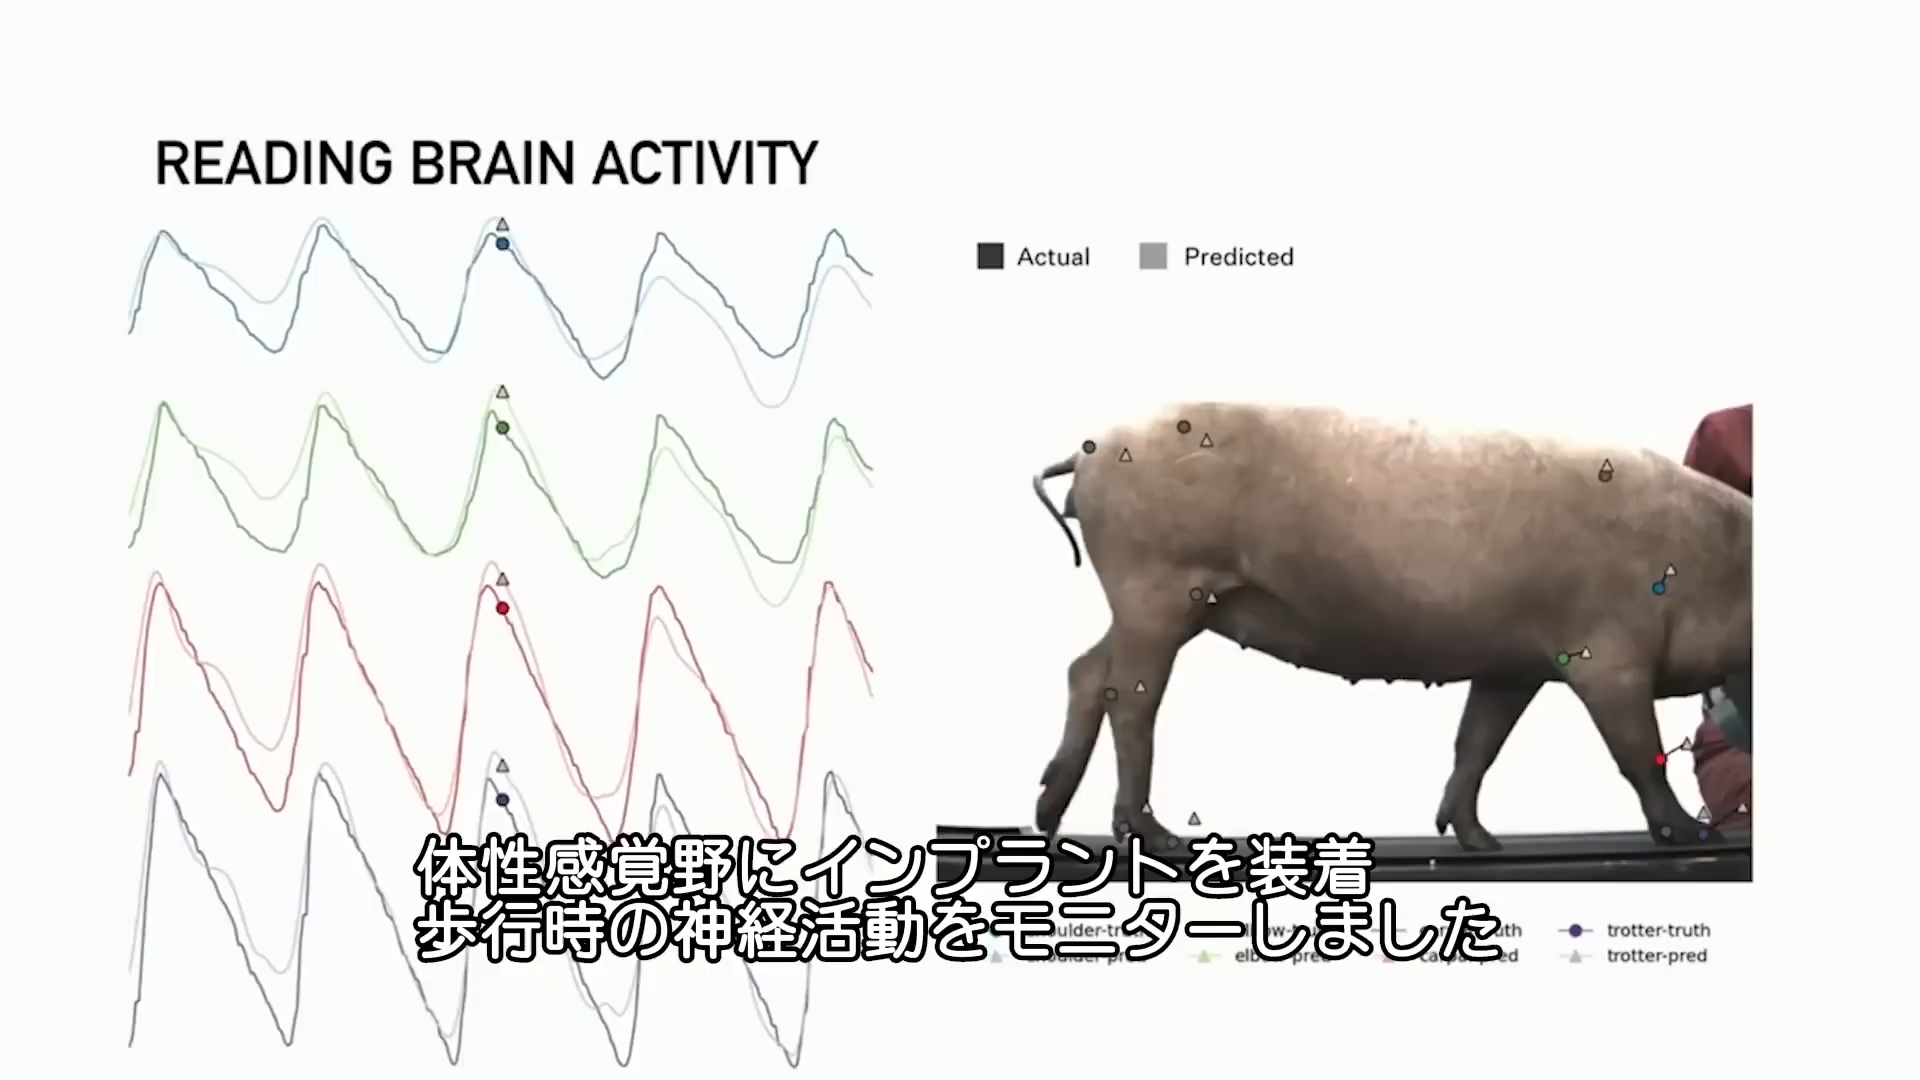 READING BRAIN ACTIVITY
Actual
Predicted
体性感覚野にインプラントを装着
歩行時の神経活動をモニターしました
trotter-truth
trotter-pred